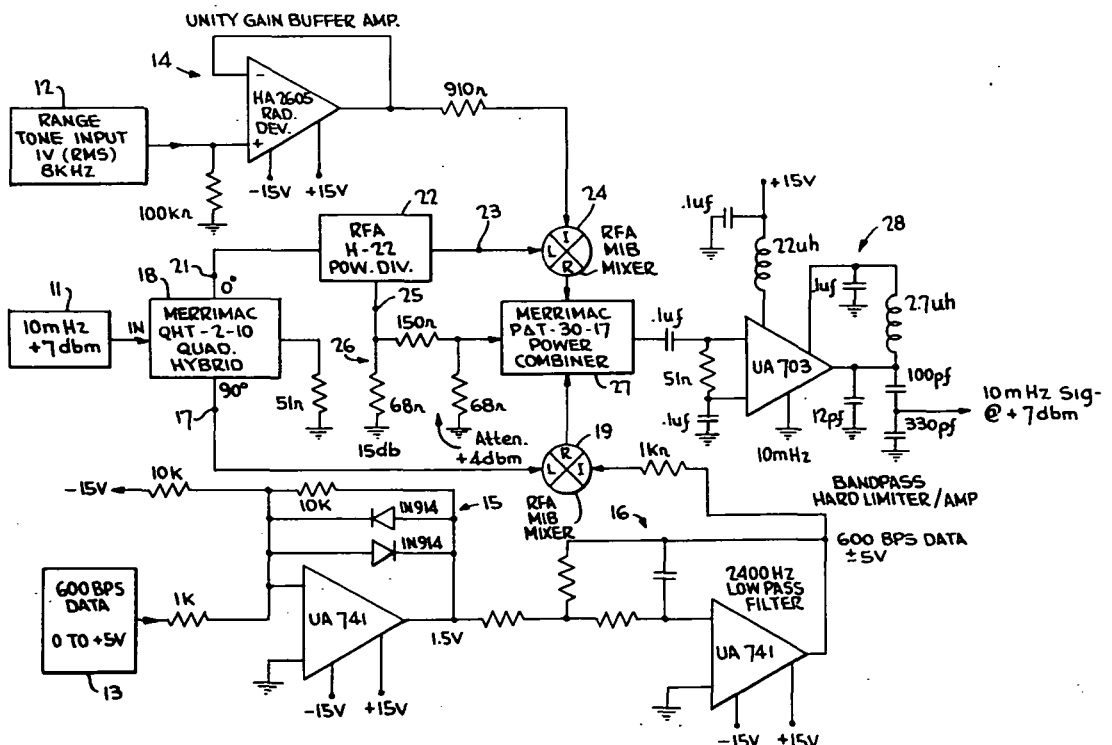 UNITY GAIN BUFFER AMP.
14
12
RANGE
TONE INPUT
1V (RMS)
8KHz
-
HA2605
RAD.
DEV.
+
910Ω
-15V
+15V
100KΩ
22
23
24
RFA
H-22
POW. DIV.
I
L
R
RFA
MIB
MIXER
.1uf
+15V
22uh
28
.1uf
2.7uh
21
0°
18
11
10mHz
+7dbm
IN
MERRIMAC
QHT-2-10
QUAD.
HYBRID
90°
17
51Ω
25
150Ω
26
68Ω
68Ω
15db
Atten.
+4dbm
MERRIMAC
PDT-30-17
POWER
COMBINER
27
.1uf
51Ω
.1uf
UA 703
10mHz
12pf
100pf
330pf
10mHz Sig-
@ +7dbm
BANDPASS
HARD LIMITER/AMP
19
R
L
I
RFA
MIB
MIXER
1KΩ
16
600 BPS DATA
±5V
-15V
10K
10K
15
IN914
IN914
600 BPS
DATA
0 TO +5V
13
1K
UA 741
1.5V
-15V
+15V
2400 Hz
LOW PASS
FILTER
UA 741
-15V
+15V